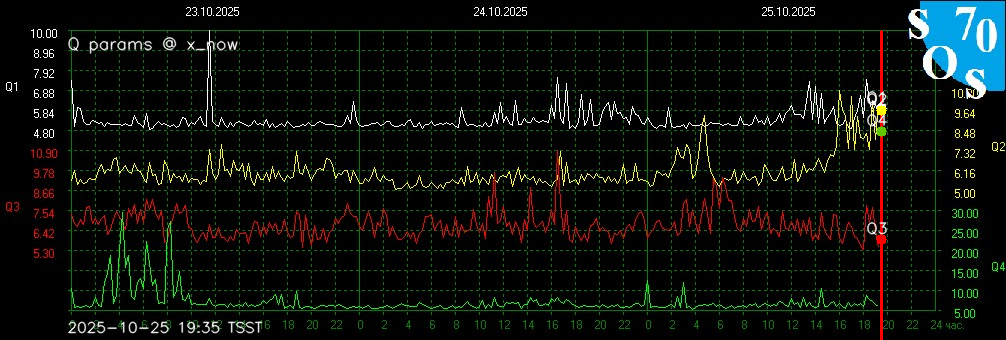 23.10.2025 24.10.2025 25.10.2025
SOS 70
Q params @ x_now
Q1
10.00
8.96
7.92
6.88
5.84
4.80
Q3
10.90
9.78
8.66
7.54
6.42
5.30
Q2
9.64
8.48
7.32
6.16
5.00
Q4
30.00
25.00
20.00
15.00
10.00
5.00
Q2
Q4
Q3
2025-10-25 19:35 TSST
18 20 22 0 2 4 6 8 10 12 14 16 18 20 22 0 2 4 6 8 10 12 14 16 18 20 22 24 час.